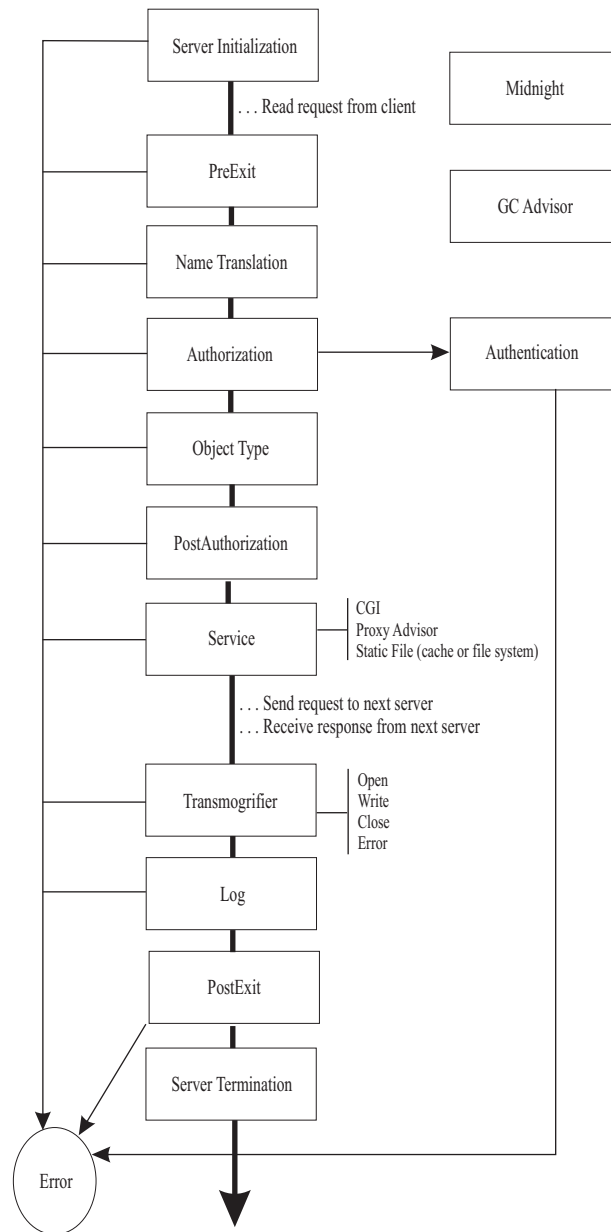 Server Initialization
Midnight
. . . Read request from client
PreExit
GC Advisor
Name Translation
Authorization
Authentication
Object Type
PostAuthorization
Service
CGI
Proxy Advisor
Static File (cache or file system)
. . . Send request to next server
. . . Receive response from next server
Transmogrifier
Open
Write
Close
Error
Log
PostExit
Server Termination
Error